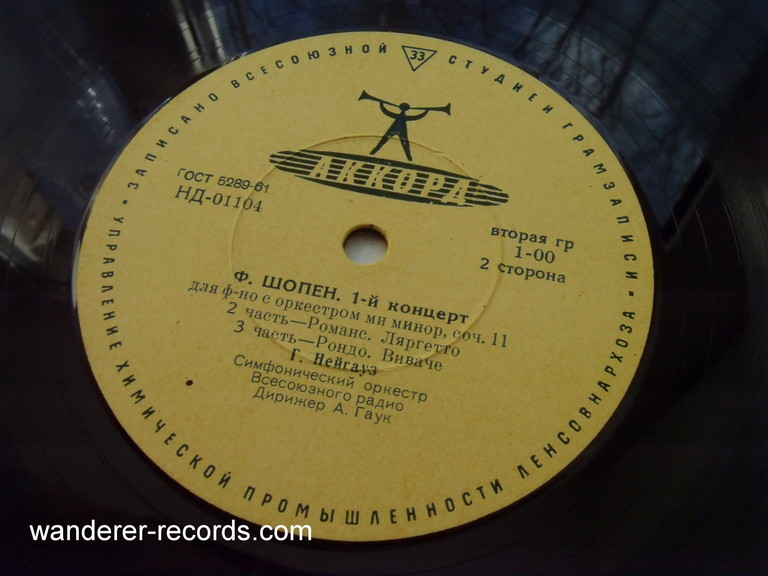 ЗАПИСАНО ВСЕСОЮЗНОЙ 33 СТУДИЕЙ ГРАМЗАПИСИ
АККОРД
ГОСТ 5289-61
НД-01104
вторая гр
1-00
2 сторона
Ф. ШОПЕН. 1-й концерт
для ф-но с оркестром ми минор, соч. 11
2 часть—Романс. Ляргетто
3 часть—Рондо. Виваче
Г. Нейгауз
Симфонический оркестр
Всесоюзного радио
Дирижер А. Гаук
• УПРАВЛЕНИЕ ХИМИЧЕСКОЙ ПРОМЫШЛЕННОСТИ ЛЕНСОВНАРХОЗА •
wanderer-records.com